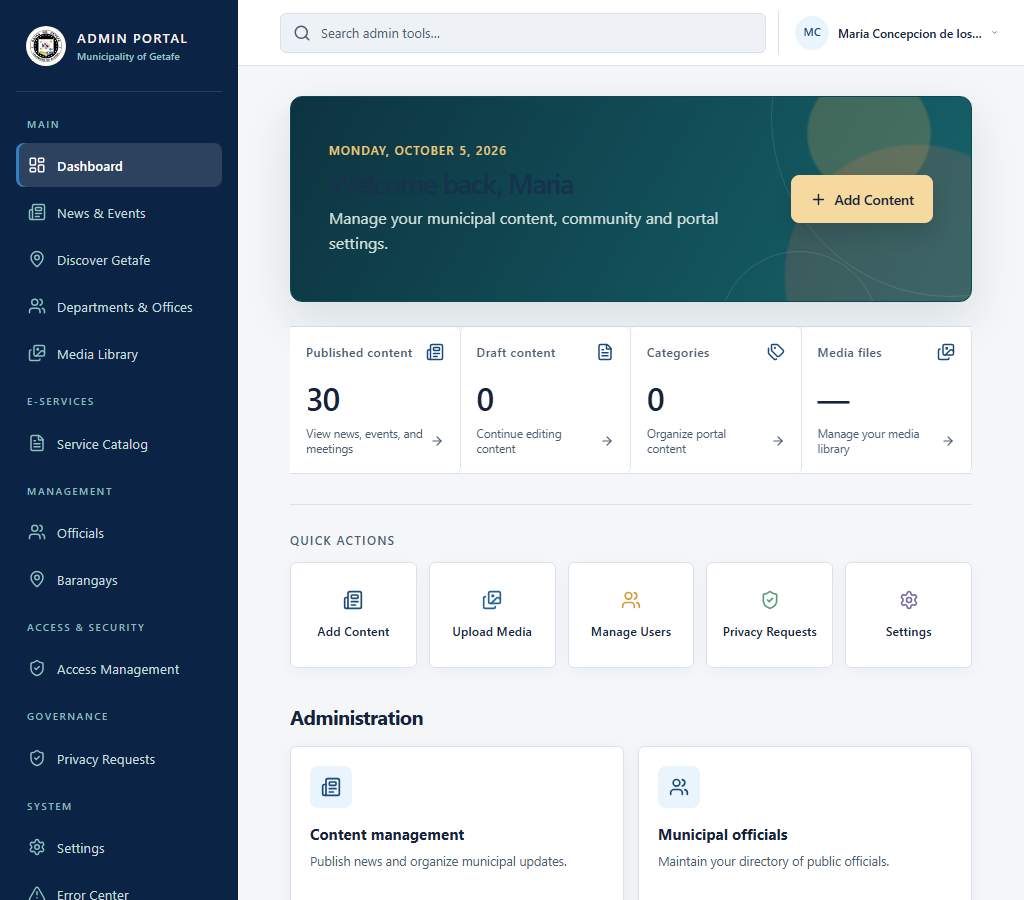 ADMIN PORTAL
Municipality of Getafe
MAIN
Dashboard
News & Events
Discover Getafe
Departments & Offices
Media Library
E-SERVICES
Service Catalog
MANAGEMENT
Officials
Barangays
ACCESS & SECURITY
Access Management
GOVERNANCE
Privacy Requests
SYSTEM
Settings
Error Center
Search admin tools...
MC
Maria Concepcion de los...
MONDAY, OCTOBER 5, 2026
Welcome back, Maria
Manage your municipal content, community and portal
settings.
+ Add Content
Published content
30
View news, events, and
meetings
Draft content
0
Continue editing
content
Categories
0
Organize portal
content
Media files
—
Manage your media
library
QUICK ACTIONS
Add Content
Upload Media
Manage Users
Privacy Requests
Settings
Administration
Content management
Publish news and organize municipal updates.
Municipal officials
Maintain your directory of public officials.